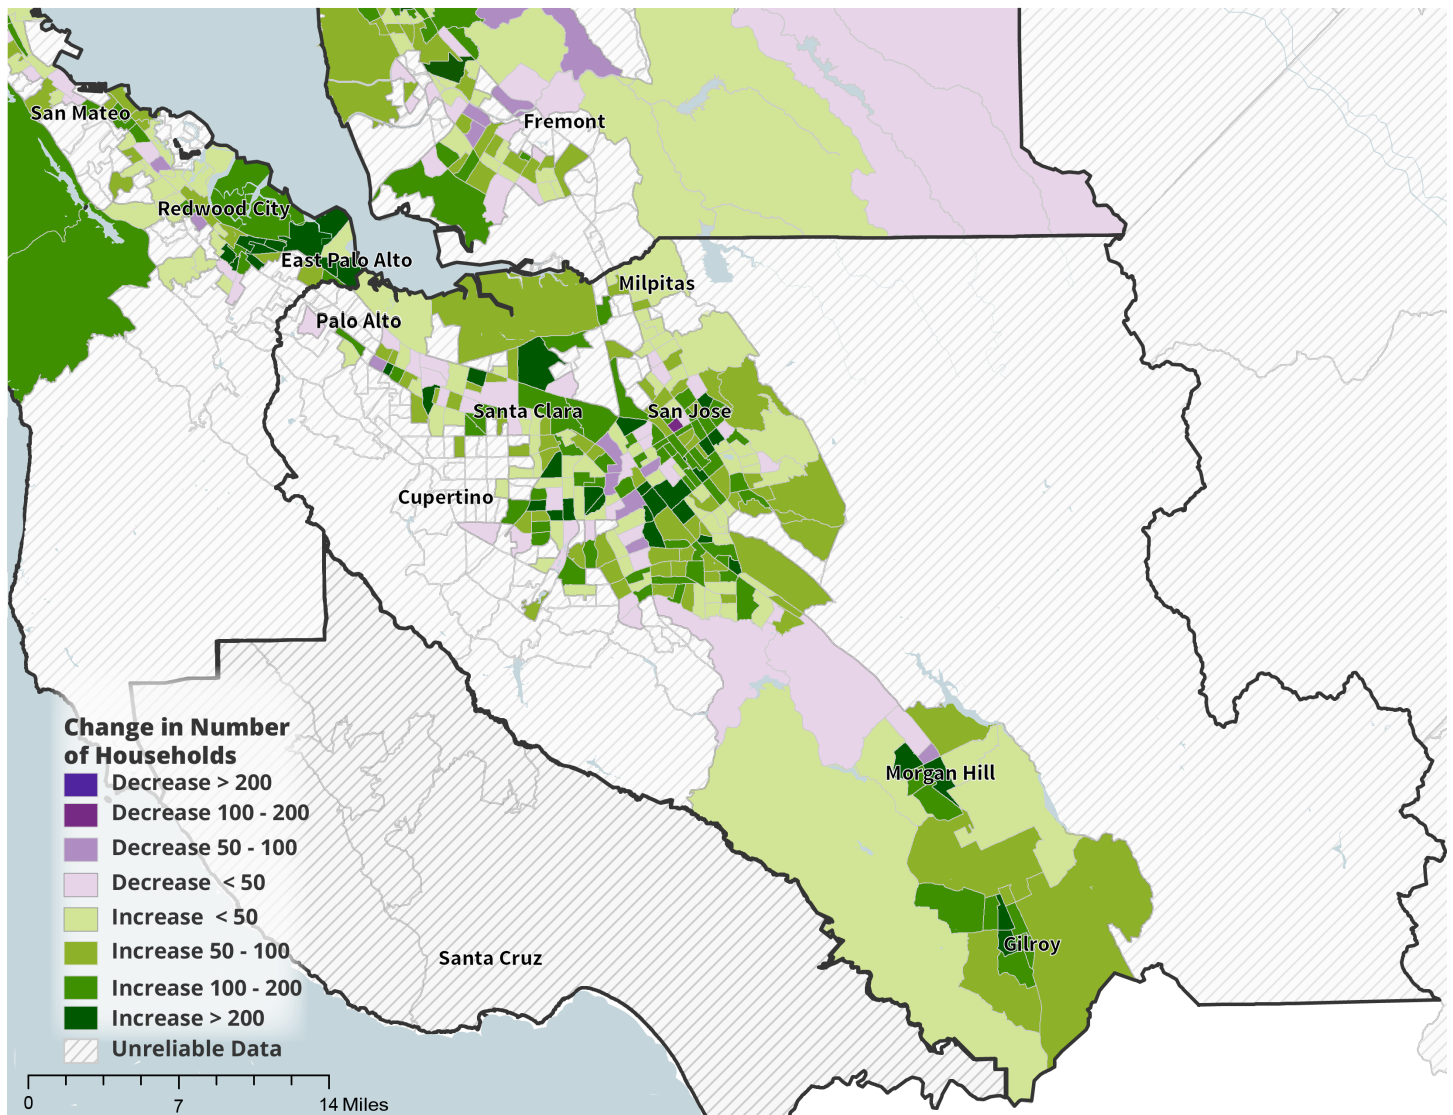 San Mateo
Fremont
Redwood City
East Palo Alto
Milpitas
Palo Alto
Santa Clara
San Jose
Cupertino
Morgan Hill
Gilroy
Santa Cruz
Change in Number
of Households
Decrease > 200
Decrease 100 - 200
Decrease 50 - 100
Decrease < 50
Increase < 50
Increase 50 - 100
Increase 100 - 200
Increase > 200
Unreliable Data
0 7 14 Miles